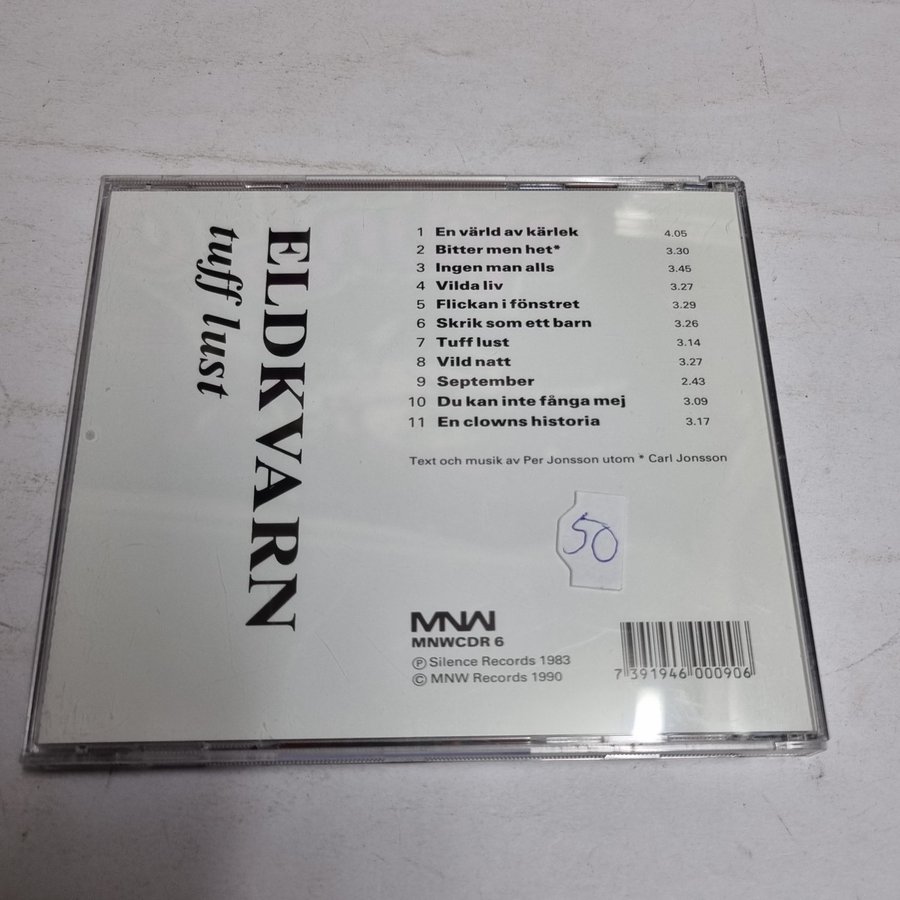 ELDKVARN
tuff lust
1 En värld av kärlek 4.05
2 Bitter men het* 3.30
3 Ingen man alls 3.45
4 Vilda liv 3.27
5 Flickan i fönstret 3.29
6 Skrik som ett barn 3.26
7 Tuff lust 3.14
8 Vild natt 3.27
9 September 2.43
10 Du kan inte fånga mej 3.09
11 En clowns historia 3.17
Text och musik av Per Jonsson utom * Carl Jonsson
50
MNW
MNWCDR 6
℗ Silence Records 1983
© MNW Records 1990
7 391946 000906